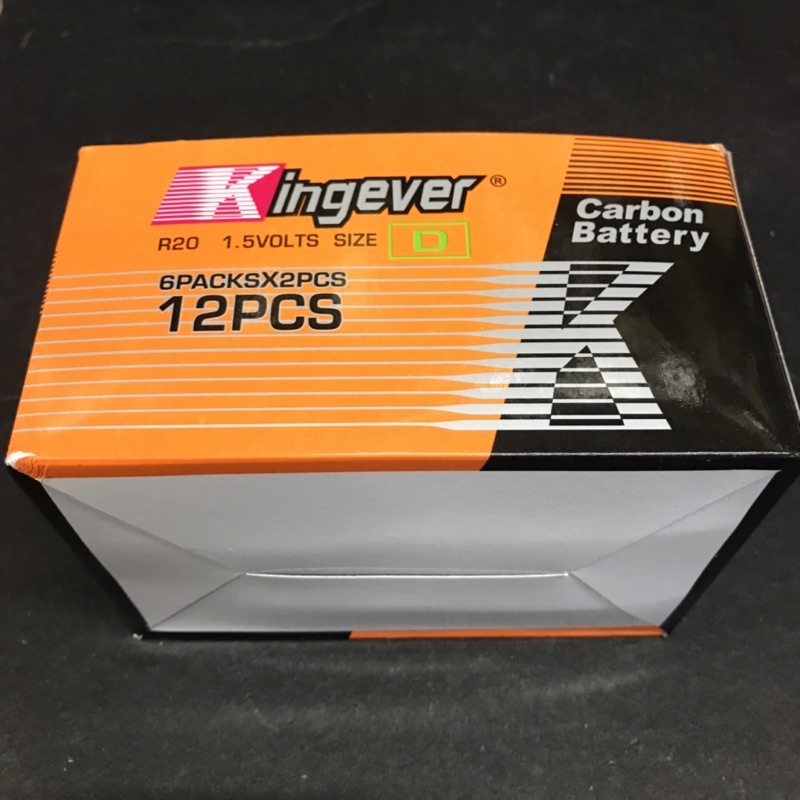 Kingever®
R20 1.5VOLTS SIZE D
6PACKSX2PCS
12PCS
Carbon
Battery
K